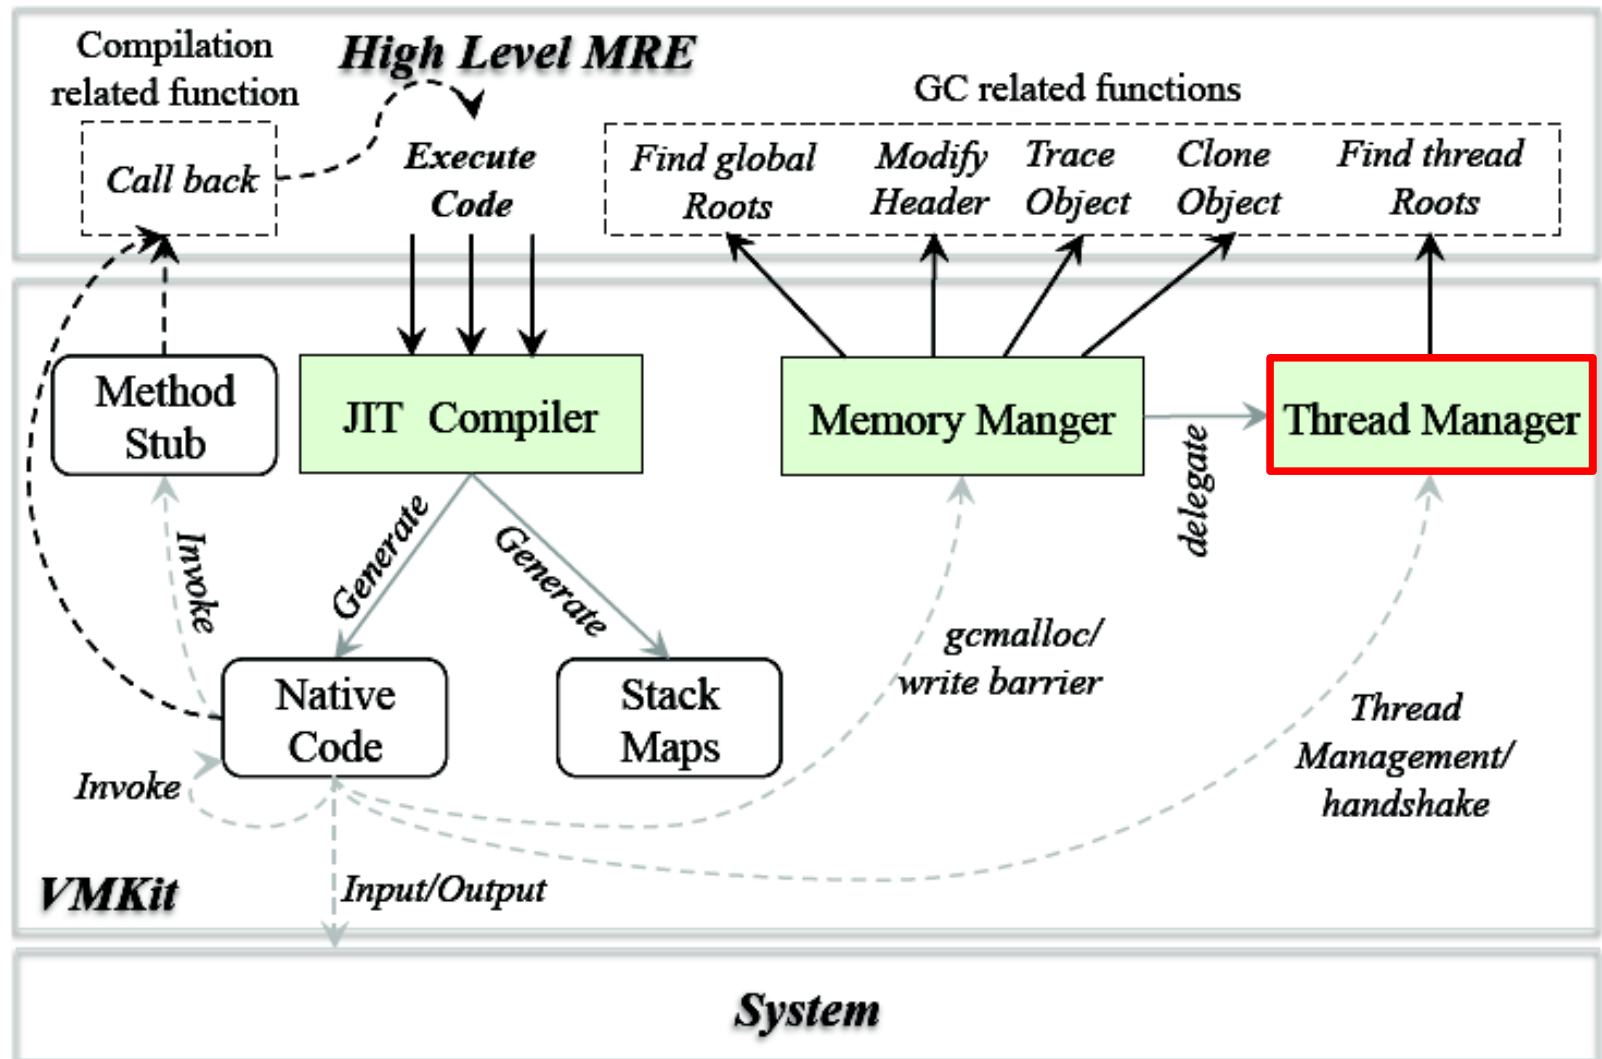 Compilation
related function
High Level MRE
GC related functions
Call back
Execute
Code
Find global
Roots
Modify
Header
Trace
Object
Clone
Object
Find thread
Roots
Method
Stub
JIT Compiler
Memory Manger
delegate
Thread Manager
Invoke
Generate
Generate
gcmalloc/
write barrier
Native
Code
Stack
Maps
Thread
Management/
handshake
Invoke
Input/Output
VMKit
System